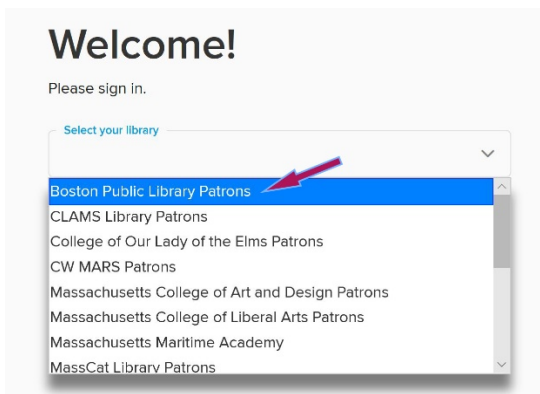 Welcome!
Please sign in.
Select your library
Boston Public Library Patrons
CLAMS Library Patrons
College of Our Lady of the Elms Patrons
CW MARS Patrons
Massachusetts College of Art and Design Patrons
Massachusetts College of Liberal Arts Patrons
Massachusetts Maritime Academy
MassCat Library Patrons